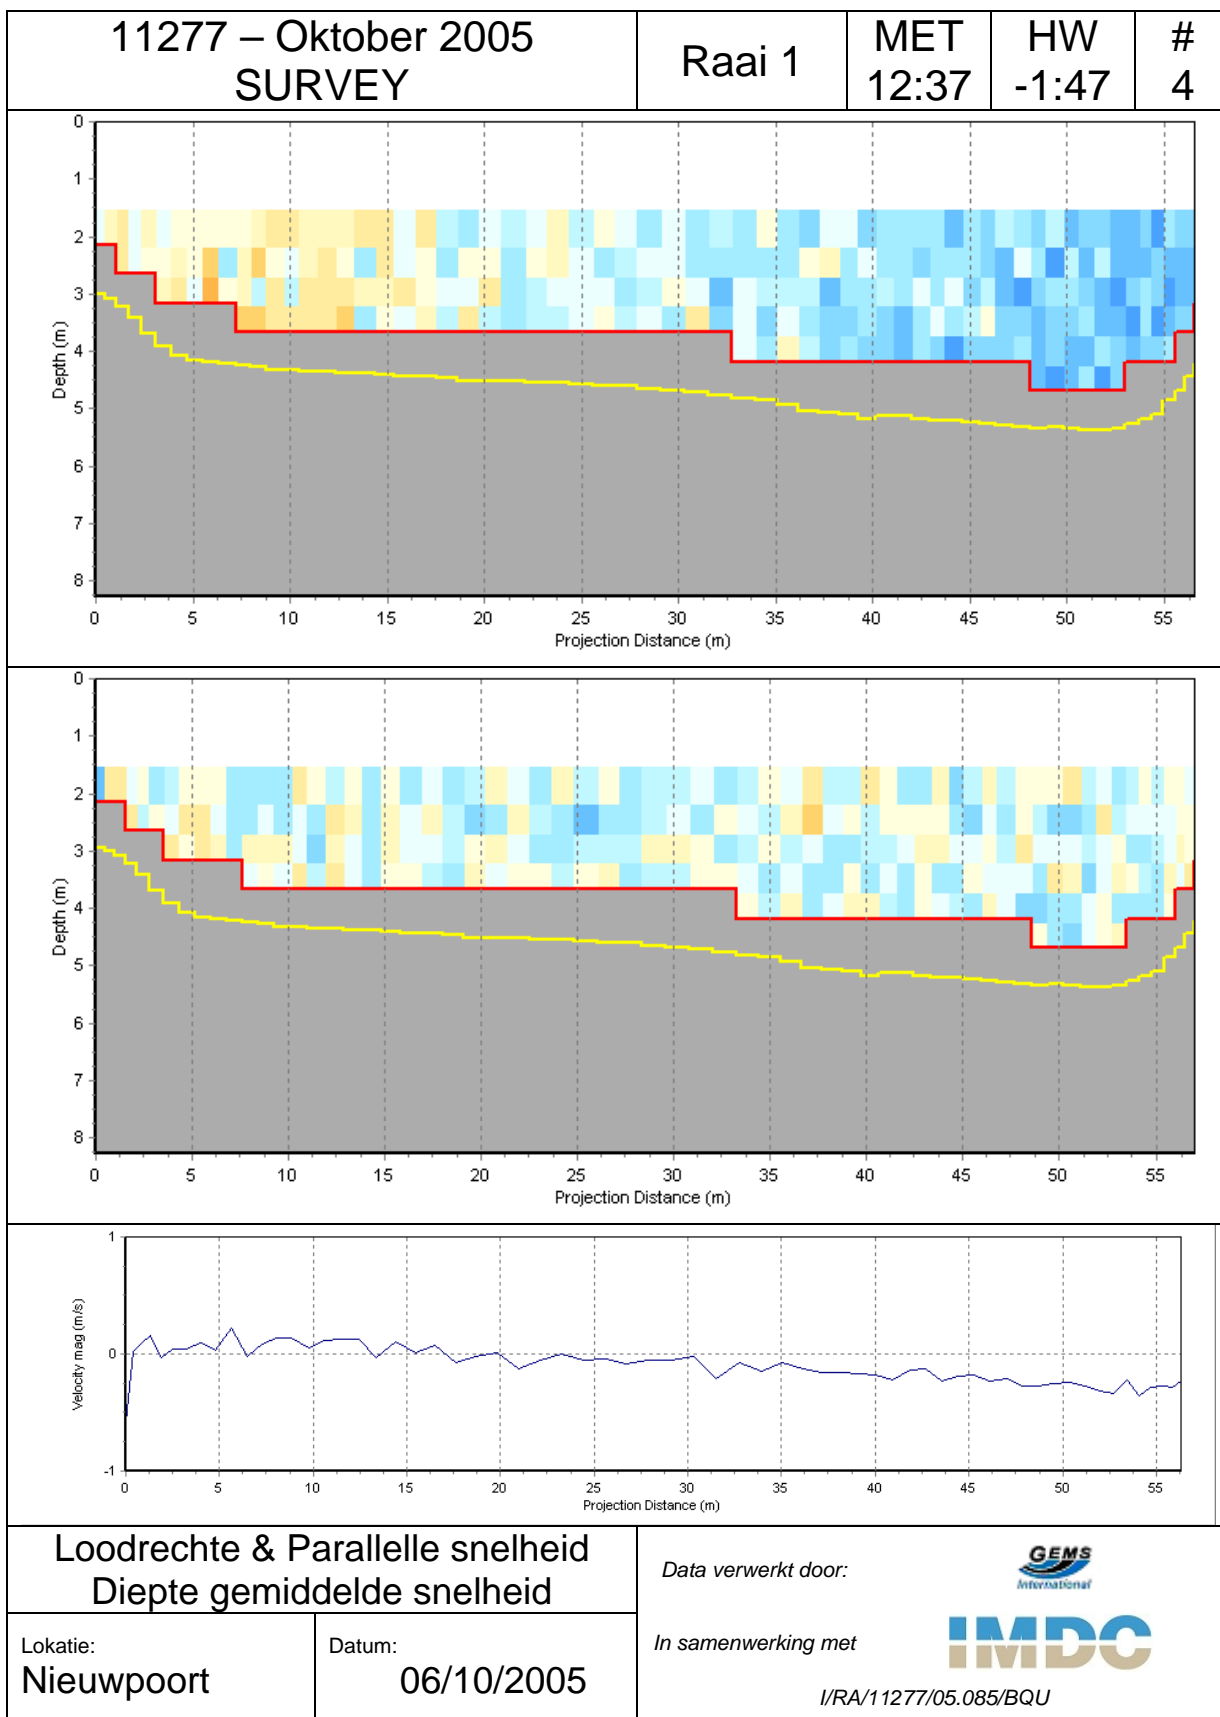 11277 – Oktober 2005
SURVEY
Raai 1
MET
12:37
HW
-1:47
#
4
0
1
2
3
4
5
6
7
8
Depth (m)
0 5 10 15 20 25 30 35 40 45 50 55
Projection Distance (m)
0
1
2
3
4
5
6
7
8
Depth (m)
0 5 10 15 20 25 30 35 40 45 50 55
Projection Distance (m)
1
0
-1
Velocity mag (m/s)
0 5 10 15 20 25 30 35 40 45 50 55
Projection Distance (m)
Loodrechte & Parallelle snelheid
Diepte gemiddelde snelheid
Data verwerkt door:
GEMS
International
Lokatie:
Nieuwpoort
Datum:
06/10/2005
In samenwerking met
IMDC
I/RA/11277/05.085/BQU